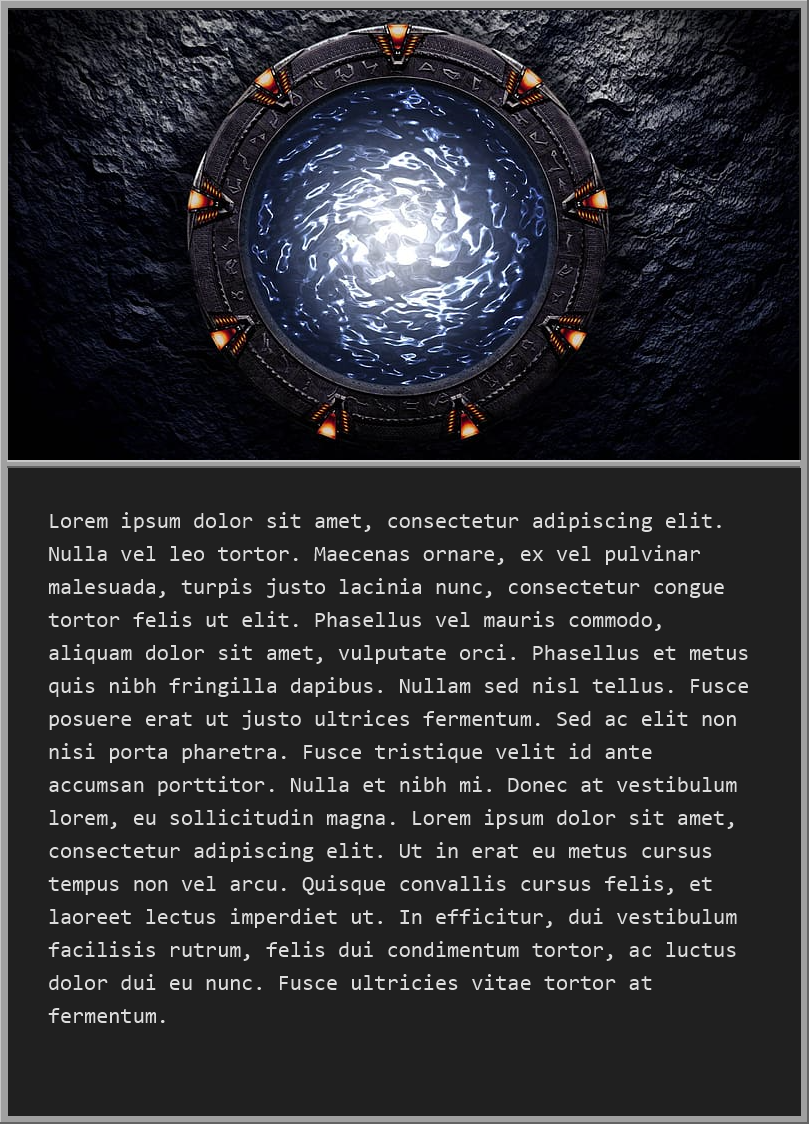 Lorem ipsum dolor sit amet, consectetur adipiscing elit.
Nulla vel leo tortor. Maecenas ornare, ex vel pulvinar
malesuada, turpis justo lacinia nunc, consectetur congue
tortor felis ut elit. Phasellus vel mauris commodo,
aliquam dolor sit amet, vulputate orci. Phasellus et metus
quis nibh fringilla dapibus. Nullam sed nisl tellus. Fusce
posuere erat ut justo ultrices fermentum. Sed ac elit non
nisi porta pharetra. Fusce tristique velit id ante
accumsan porttitor. Nulla et nibh mi. Donec at vestibulum
lorem, eu sollicitudin magna. Lorem ipsum dolor sit amet,
consectetur adipiscing elit. Ut in erat eu metus cursus
tempus non vel arcu. Quisque convallis cursus felis, et
laoreet lectus imperdiet ut. In efficitur, dui vestibulum
facilisis rutrum, felis dui condimentum tortor, ac luctus
dolor dui eu nunc. Fusce ultricies vitae tortor at
fermentum.